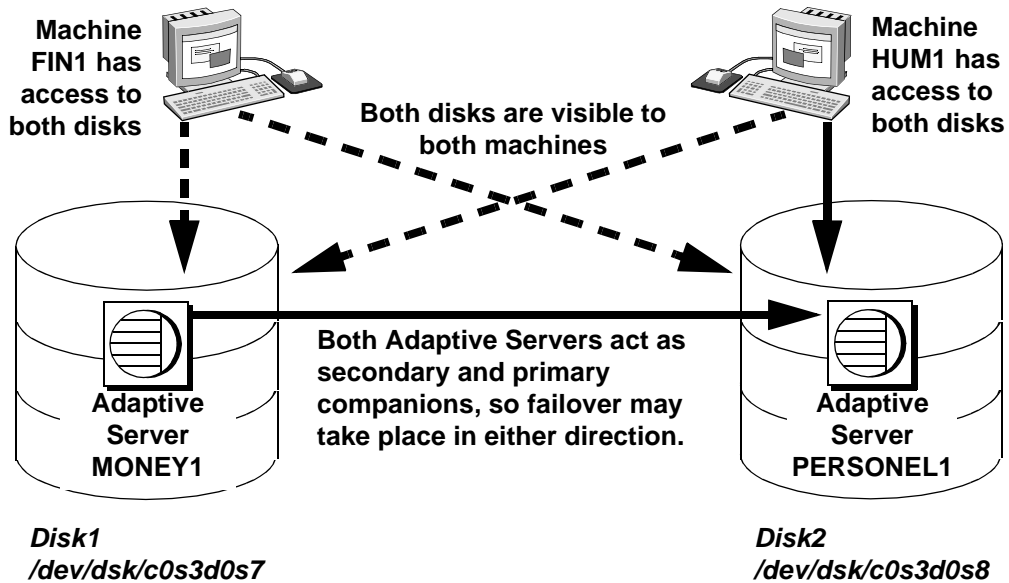 Machine
FIN1 has
access to
both disks
Both disks are visible to
both machines
Machine
HUM1 has
access to
both disks
Both Adaptive Servers act as
secondary and primary
companions, so failover may
take place in either direction.
Adaptive
Server
MONEY1
Adaptive
Server
PERSONEL1
Disk1
/dev/dsk/c0s3d0s7
Disk2
/dev/dsk/c0s3d0s8